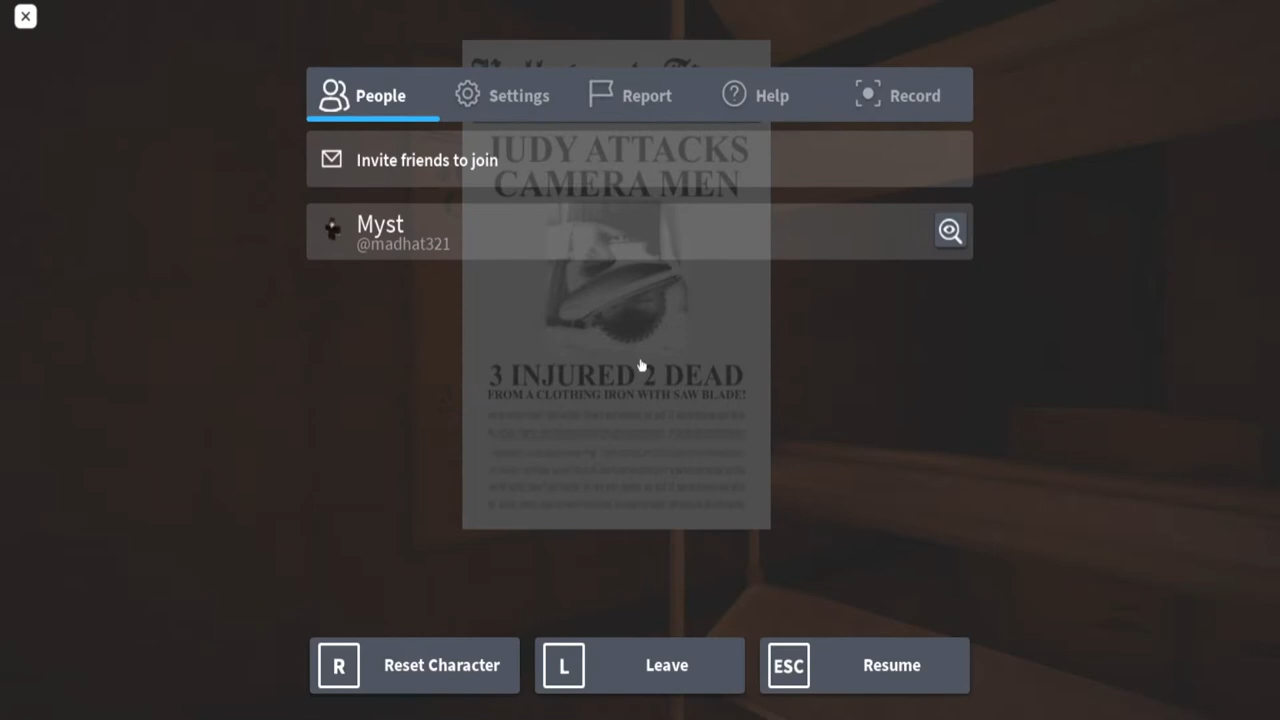 People
Settings
Report
Help
Record
JUDY ATTACKS
Invite friends to join
CAMERA MEN
Myst
@madhat321
3 INJURED 2 DEAD
FROM A CLOTHING IRON WITH SAW BLADE!
R Reset Character
L Leave
ESC Resume